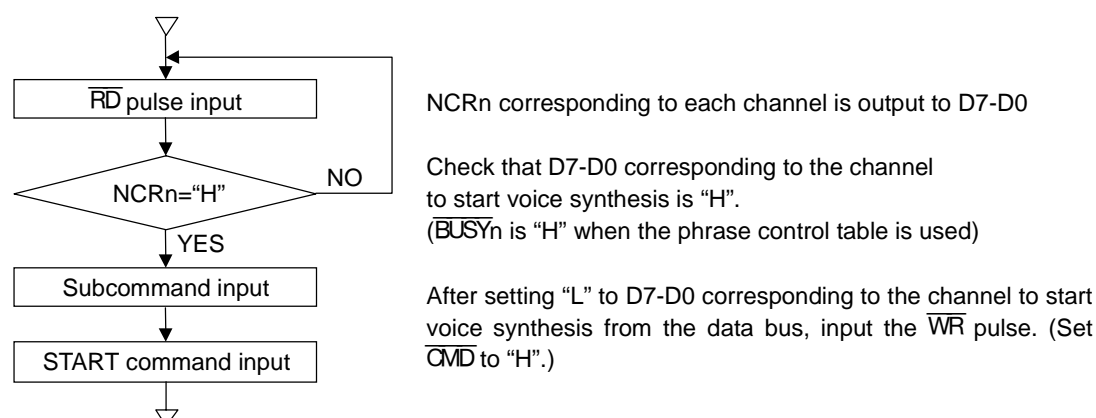 RD pulse input
NCRn corresponding to each channel is output to D7-D0
NCRn=“H”
NO
YES
Check that D7-D0 corresponding to the channel
to start voice synthesis is “H”.
(BUSYn is “H” when the phrase control table is used)
Subcommand input
START command input
After setting “L” to D7-D0 corresponding to the channel to start
voice synthesis from the data bus, input the WR pulse. (Set
CMD to “H”.)